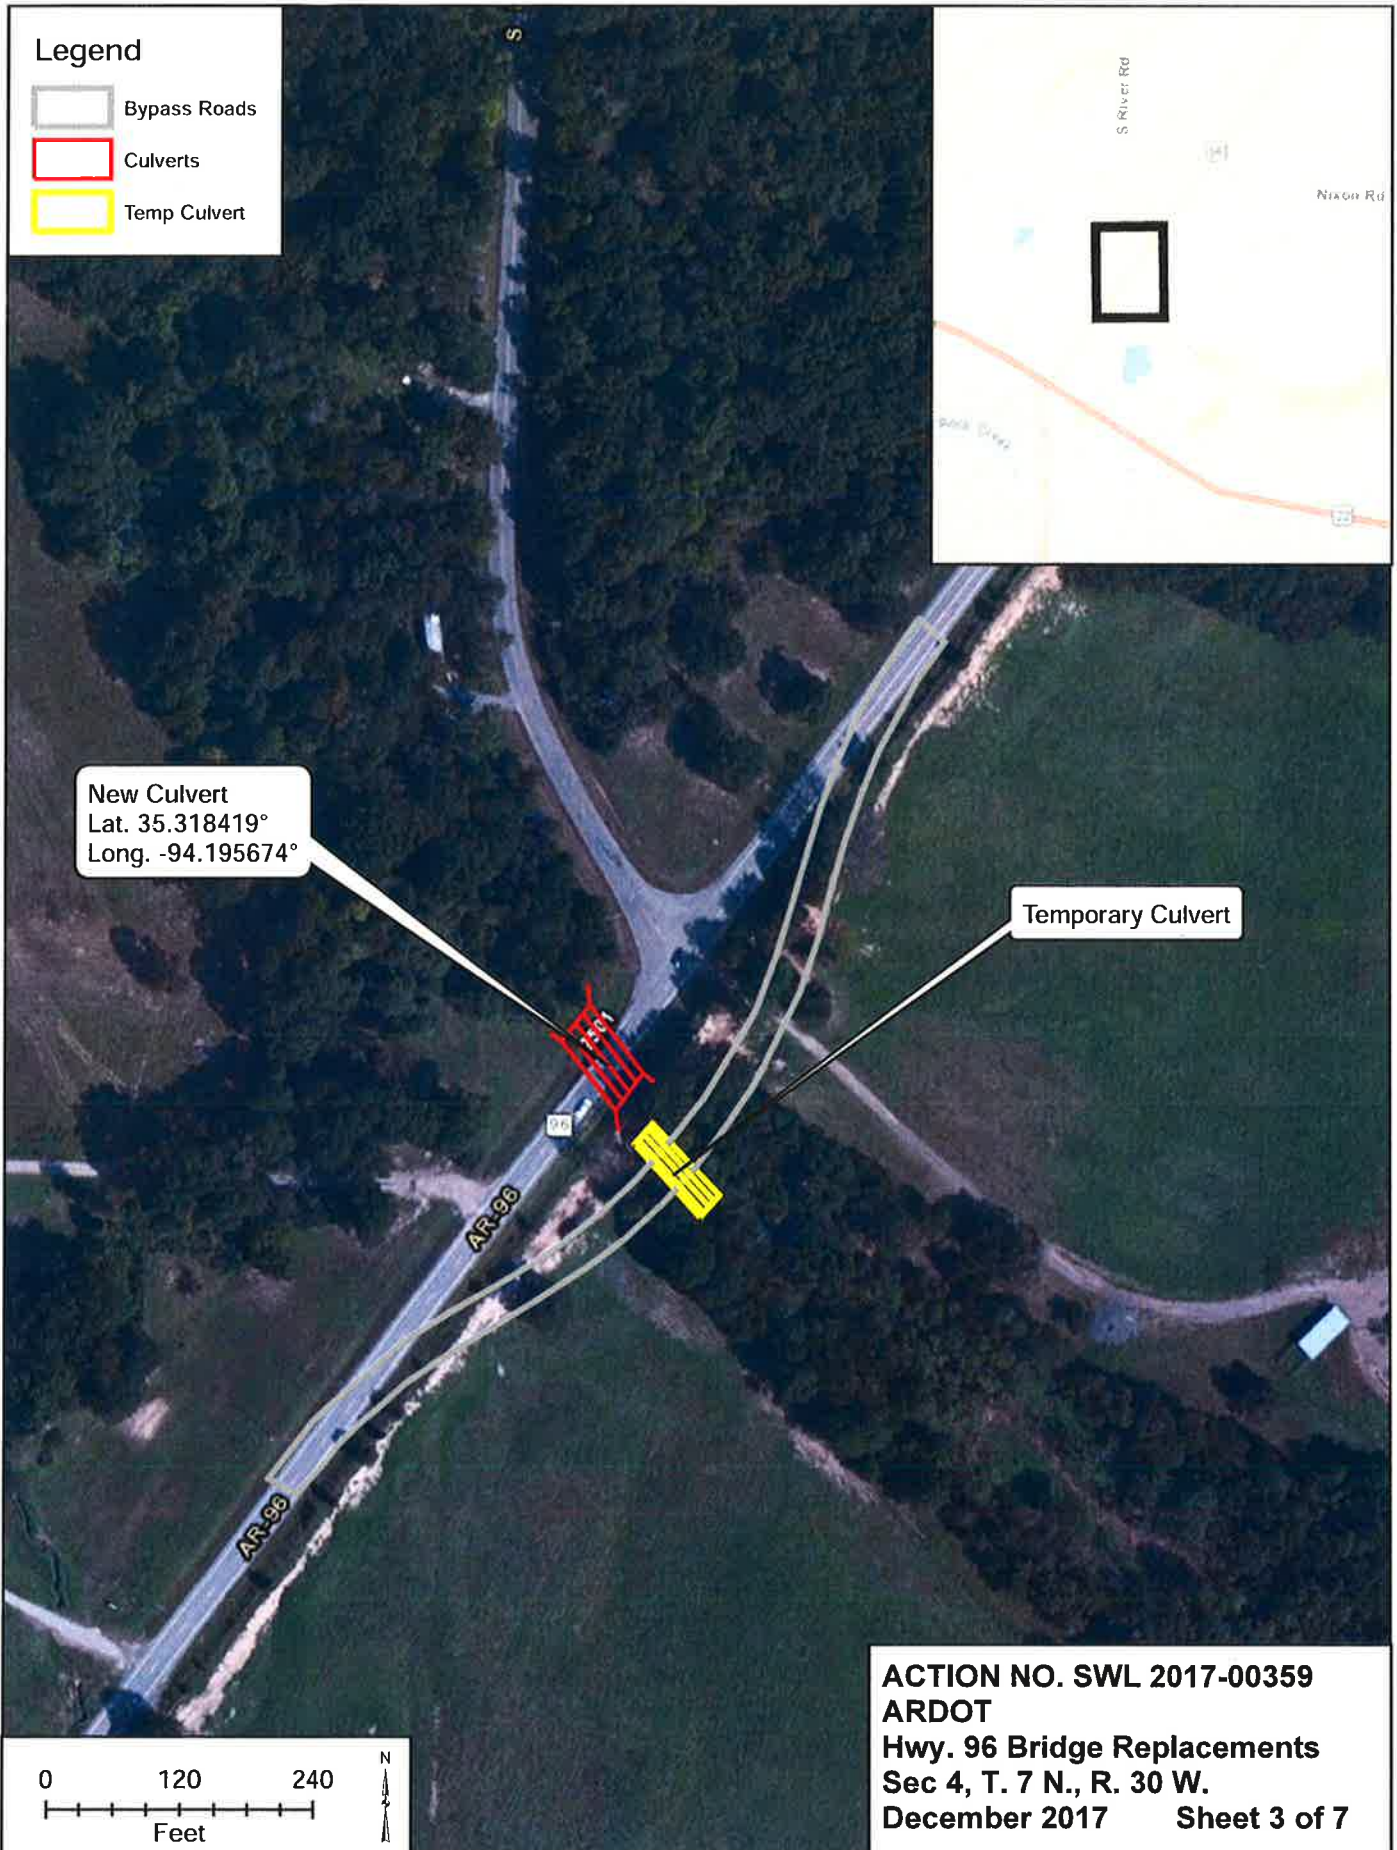 Legend
Bypass Roads
Culverts
Temp Culvert
S
S River Rd
Nixon Rd
22
New Culvert
Lat. 35.318419°
Long. -94.195674°
Temporary Culvert
96
AR-96
AR-96
0 120 240
Feet
N
ACTION NO. SWL 2017-00359
ARDOT
Hwy. 96 Bridge Replacements
Sec 4, T. 7 N., R. 30 W.
December 2017 Sheet 3 of 7